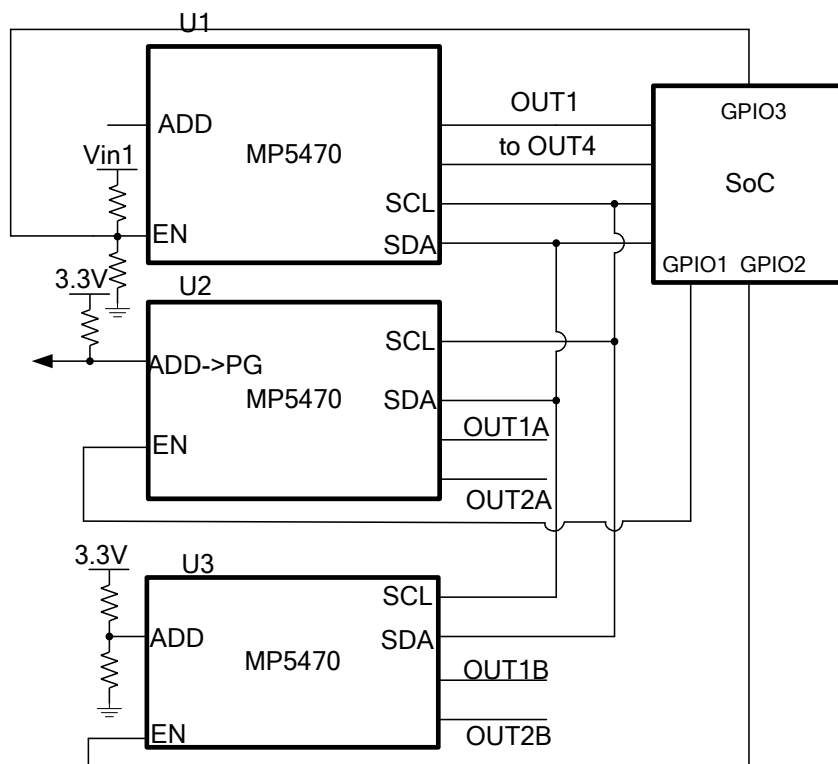 U1
ADD
MP5470
OUT1
to OUT4
GPIO3
SoC
Vin1
SCL
EN
SDA
GPIO1 GPIO2
3.3V
U2
ADD->PG
MP5470
SCL
SDA
OUT1A
EN
OUT2A
3.3V
U3
SCL
ADD
SDA
MP5470
OUT1B
EN
OUT2B